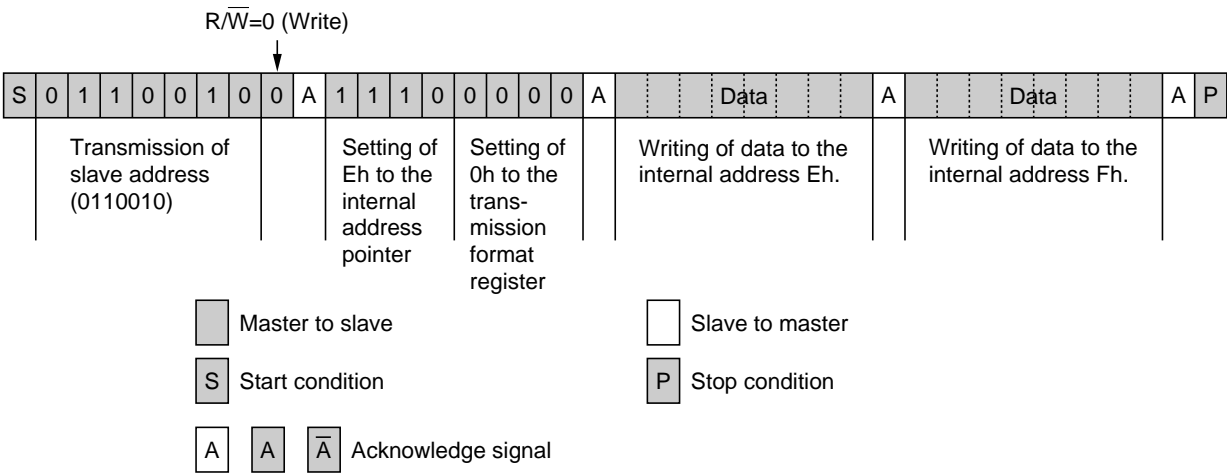 R/W̅=0 (Write)
S 0 1 1 0 0 1 0 0 A 1 1 1 0 0 0 0 0 A Data A Data A P
Transmission of
slave address
(0110010)
Setting of
Eh to the
internal
address
pointer
Setting of
0h to the
trans-
mission
format
register
Writing of data to the
internal address Eh.
Writing of data to the
internal address Fh.
Master to slave
Slave to master
S Start condition
P Stop condition
A A A̅ Acknowledge signal